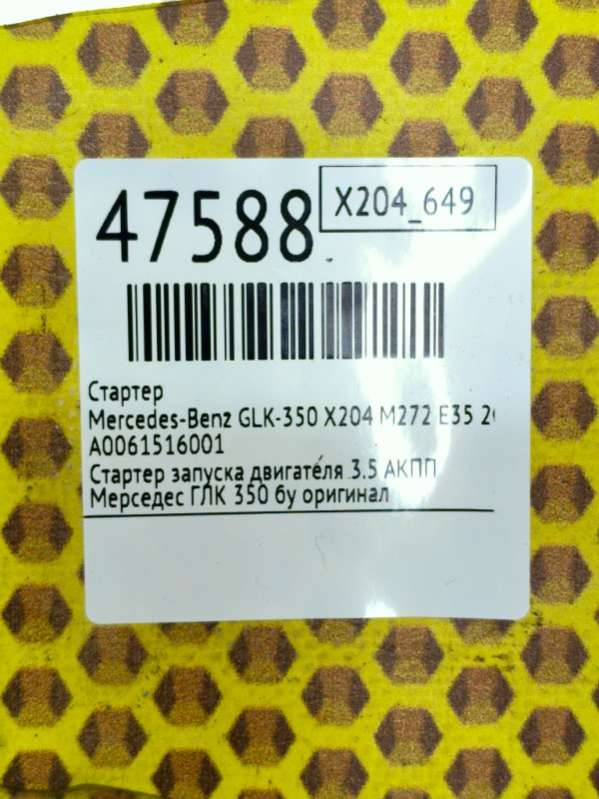 47588
X204_649
Стартер
Mercedes-Benz GLK-350 X204 M272 E35
A0061516001
Стартер запуска двигателя 3.5 АКПП
Мерседес ГЛК 350 бу оригинал